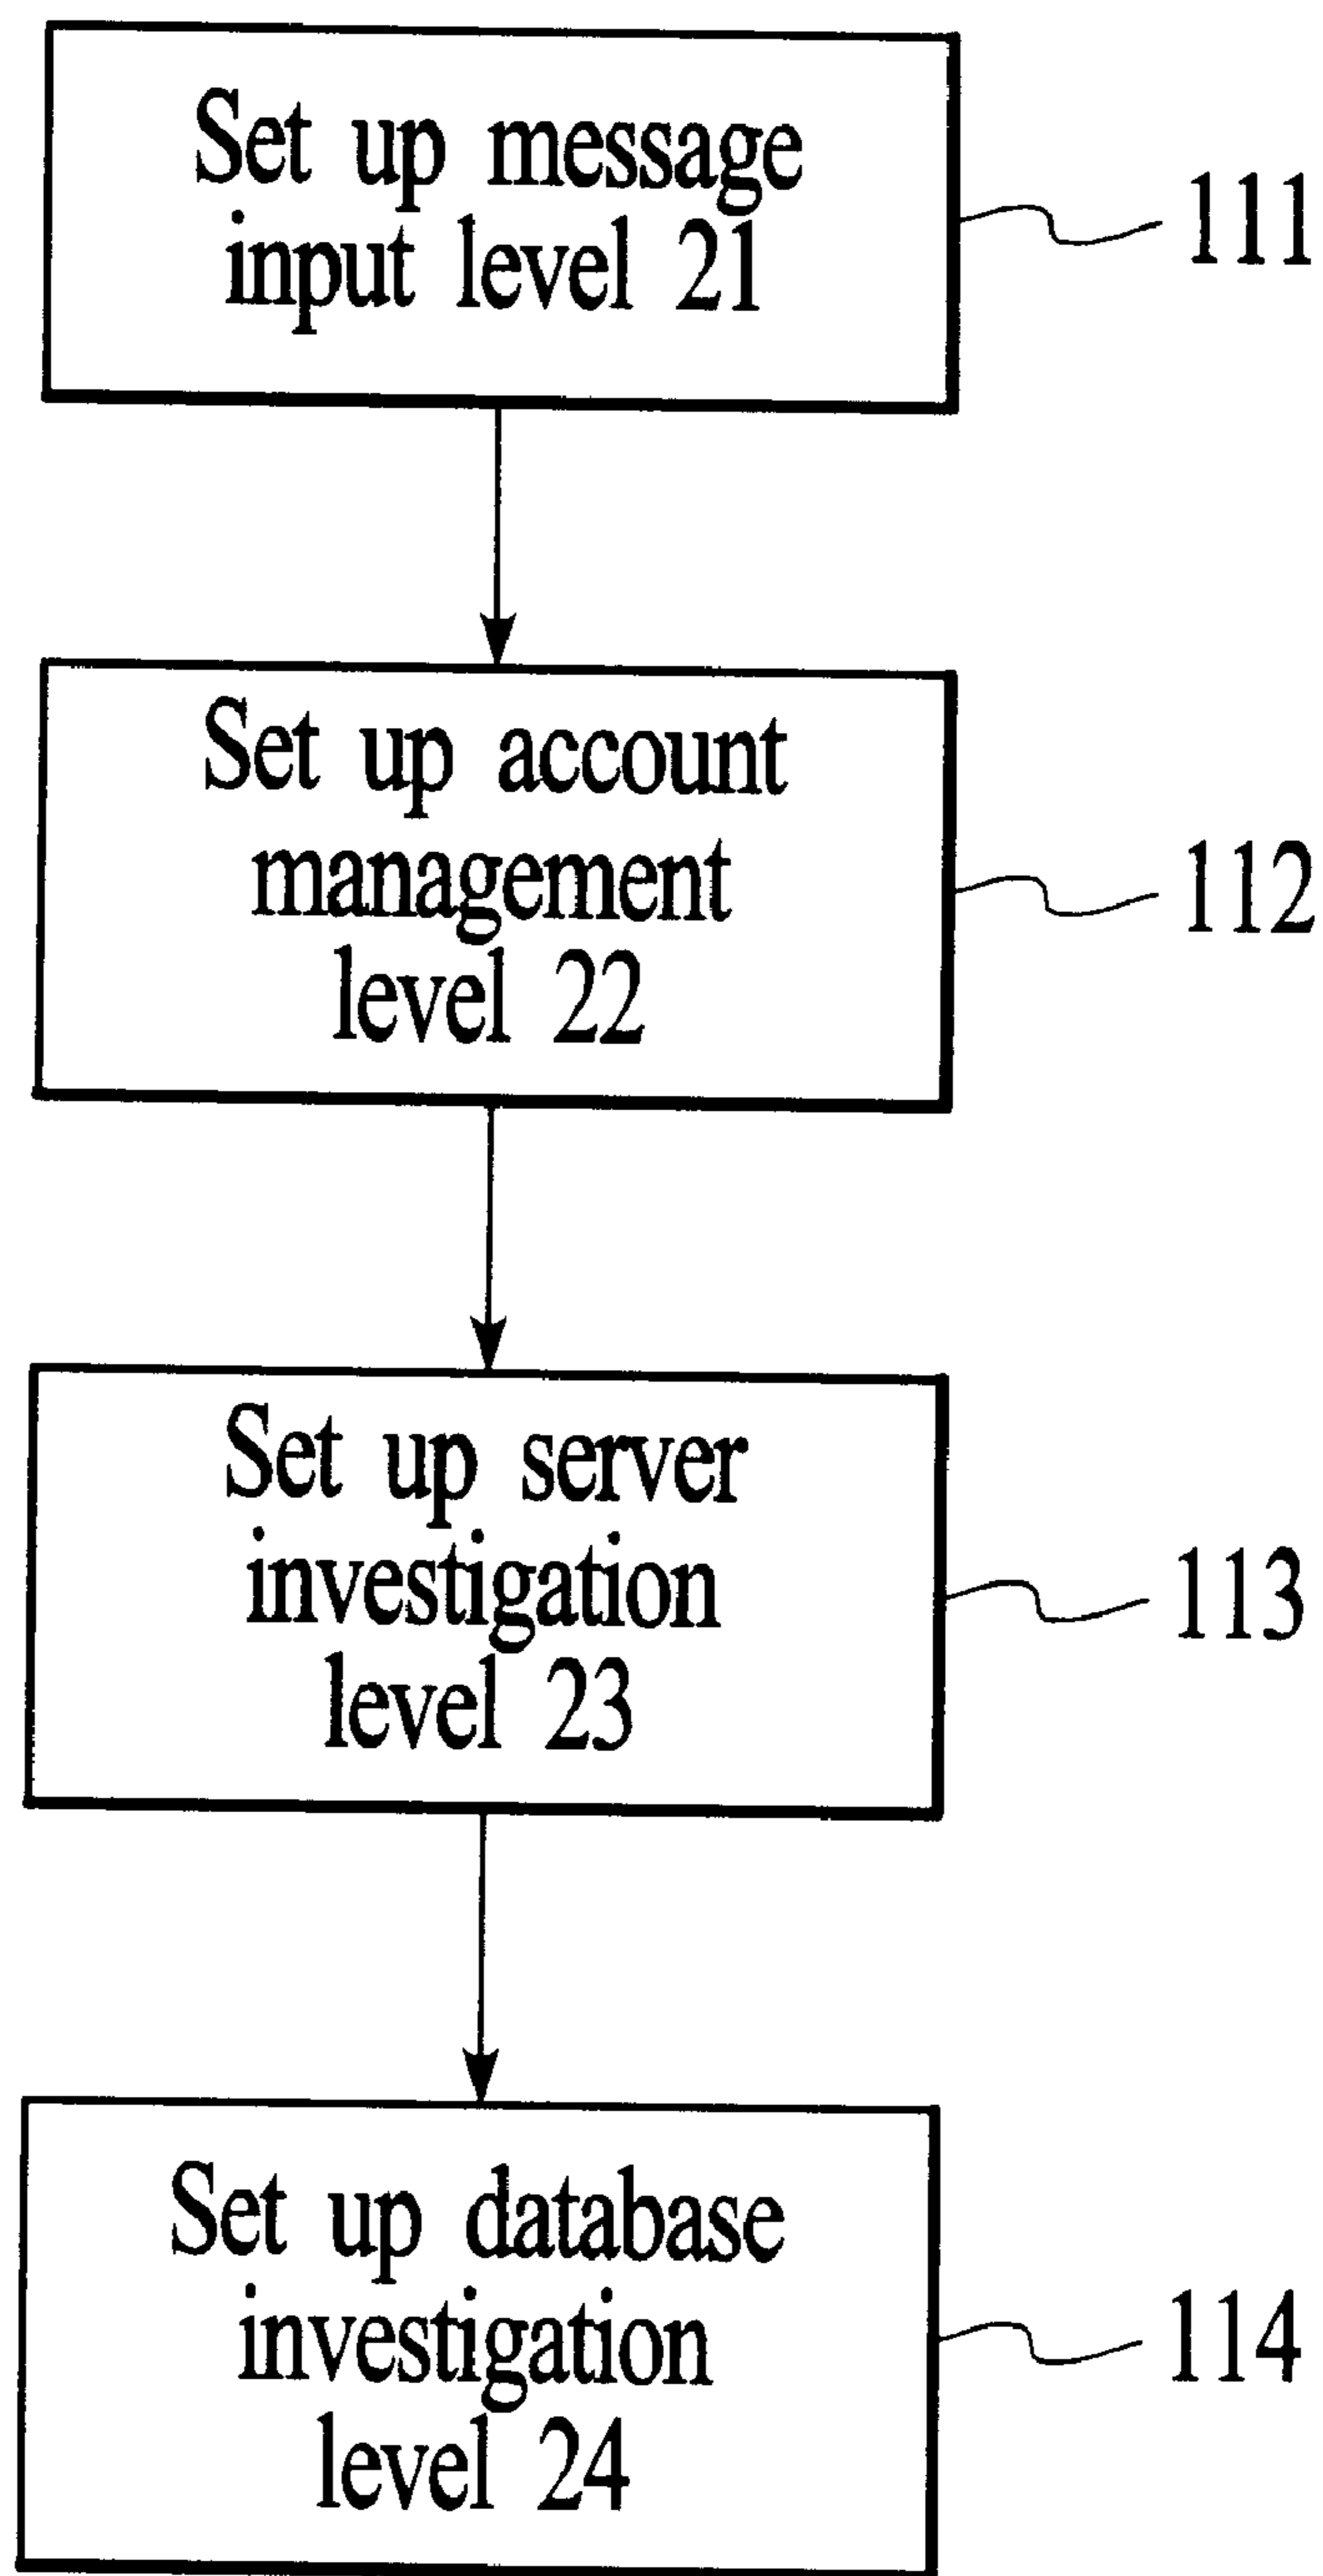 Set up message
input level 21
111
Set up account
management
level 22
112
Set up server
investigation
level 23
113
Set up database
investigation
level 24
114